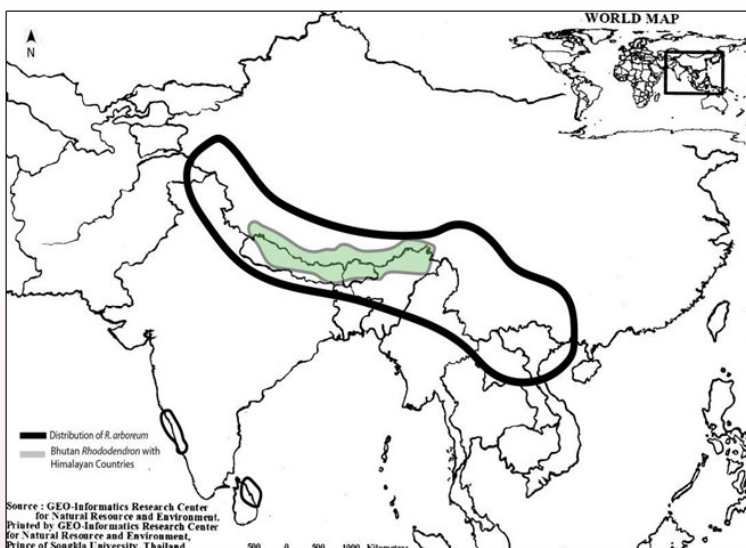 WORLD MAP
N
Distribution of R. arboreum
Bhutan Rhododendron with
Himalayan Countries
Source : GEO-Informatics Research Center
for Natural Resource and Environment.
Printed by GEO-Informatics Research Center
for Natural Resource and Environment,
Prince of Songkla University, Thailand
500 0 500 1000 Kilometers